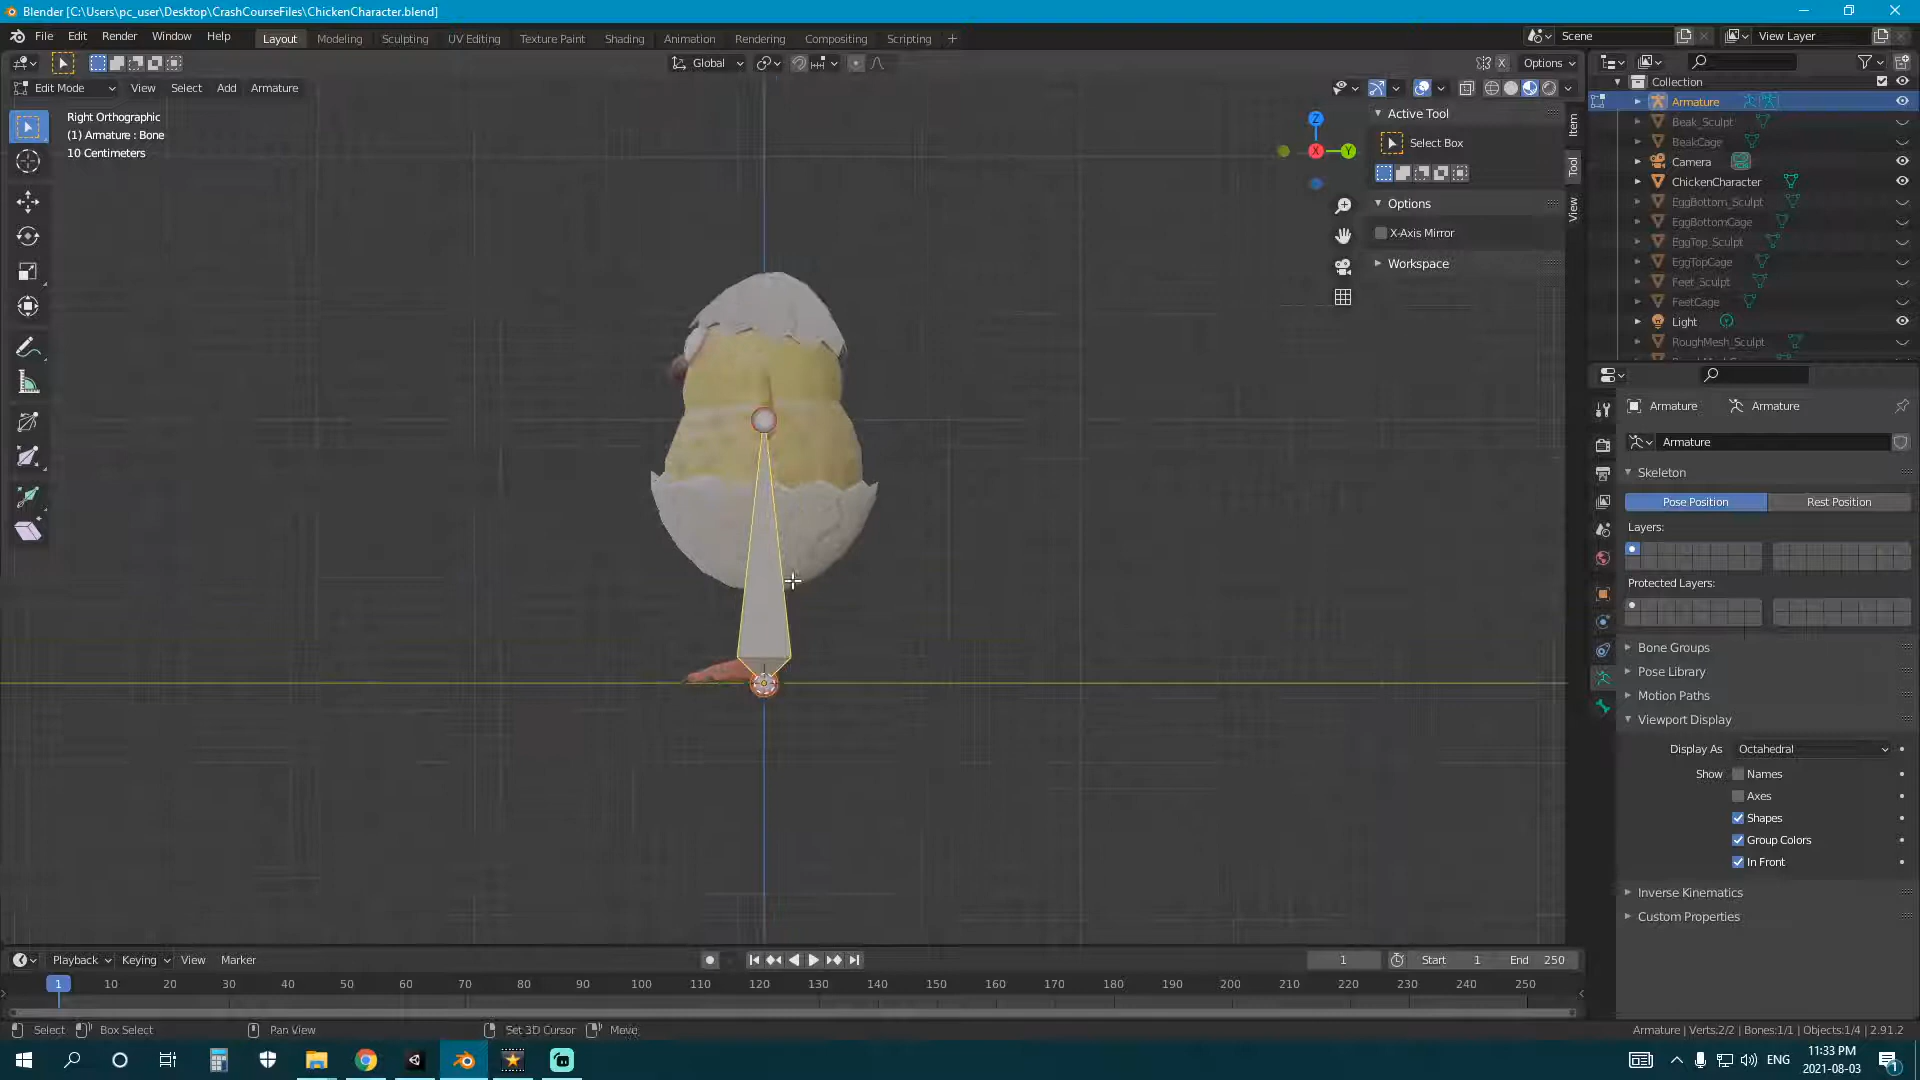 Blender [C:\Users\pc_user\Desktop\CrashCourseFiles\ChickenCharacter.blend]
File Edit Render Window Help Layout Modeling Sculpting UV Editing Texture Paint Shading Animation Rendering Compositing Scripting Scene View Layer
Global X Options
Edit Mode View Select Add Armature
Right Orthographic
(1) Armature : Bone
10 Centimeters
Z
X
Y
Active Tool
Select Box
Options
X-Axis Mirror
Workspace
Item
Tool
View
Collection
Armature
Beak_Sculpt
BeakCage
Camera
ChickenCharacter
EggBottom_Sculpt
EggBottomCage
EggTop_Sculpt
EggTopCage
Feet_Sculpt
FeetCage
Light
RoughMesh_Sculpt
Armature Armature
Armature
Skeleton
Pose Position Rest Position
Layers:
Protected Layers:
Bone Groups
Pose Library
Motion Paths
Viewport Display
Display As Octahedral
Show Names
Axes
Shapes
Group Colors
In Front
Inverse Kinematics
Custom Properties
Playback Keying View Marker 1 Start 1 End 250
1 10 20 30 40 50 60 70 80 90 100 110 120 130 140 150 160 170 180 190 200 210 220 230 240 250
Select Box Select Pan View Set 3D Cursor Move Armature | Verts:2/2 | Bones:1/1 | Objects:1/4 | 2.91.2
ENG
11:33 PM
2021-08-03
1